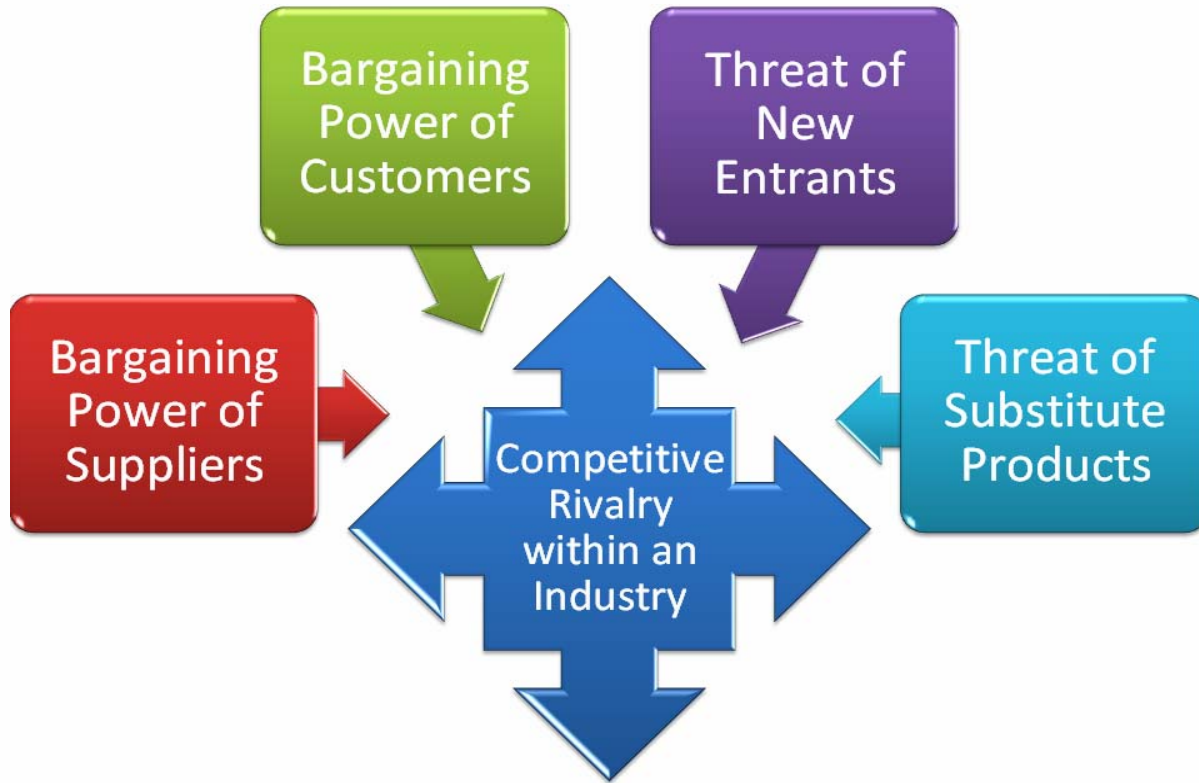 Bargaining
Power of
Customers
Threat of
New
Entrants
Bargaining
Power of
Suppliers
Threat of
Substitute
Products
Competitive
Rivalry
within an
Industry